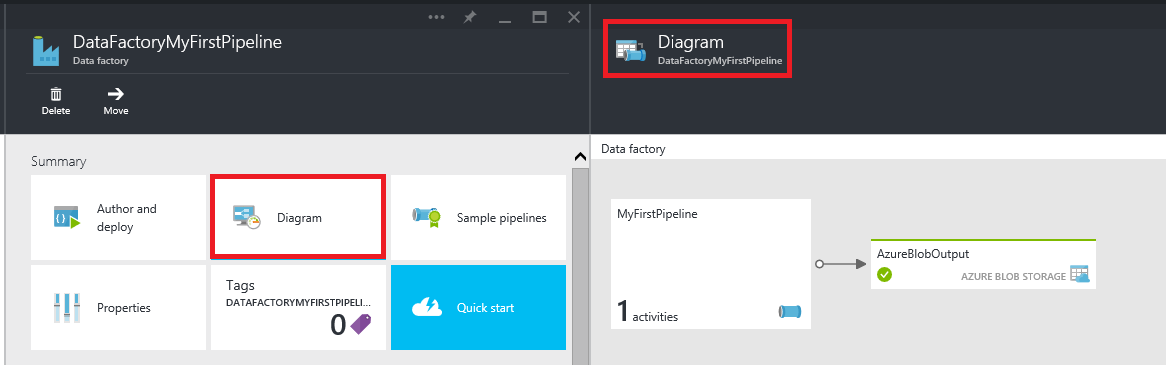 DataFactoryMyFirstPipeline
Data factory
Delete
Move
Summary
Author and
deploy
Diagram
Sample pipelines
Properties
Tags
DATAFACTORYMYFIRSTPIPELI...
0
Quick start
Diagram
DataFactoryMyFirstPipeline
Data factory
MyFirstPipeline
1 activities
AzureBlobOutput
AZURE BLOB STORAGE